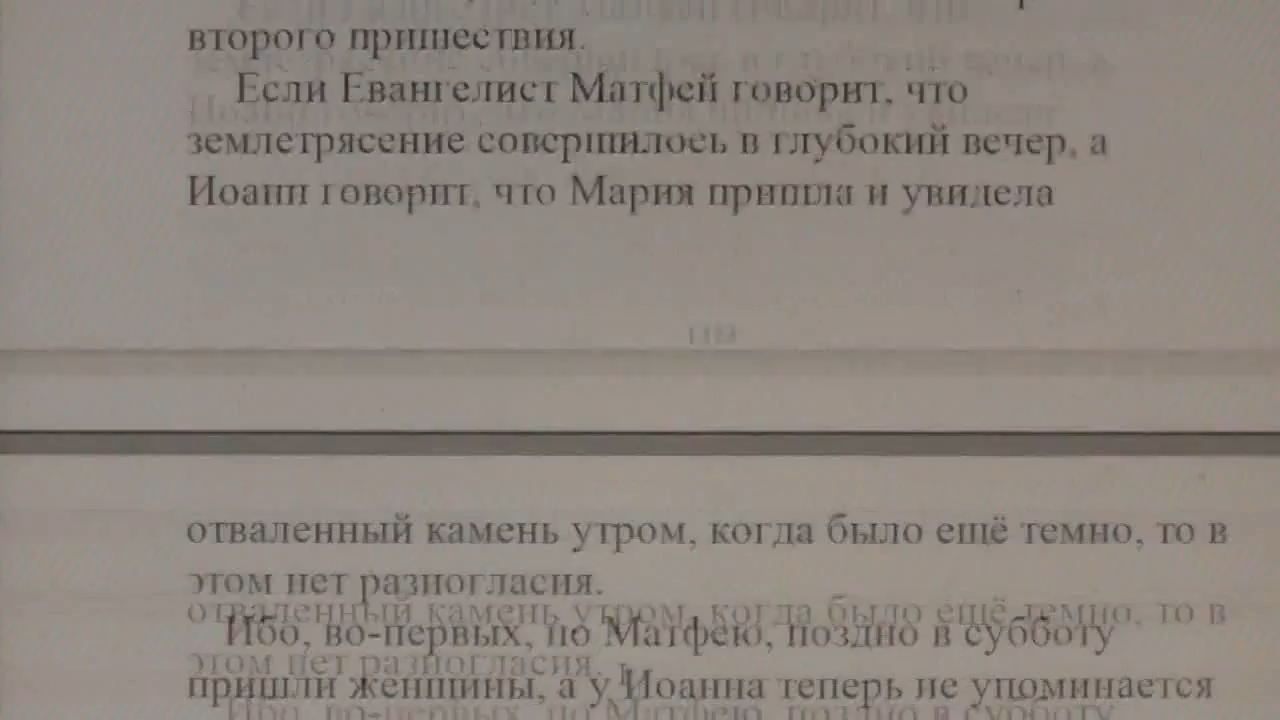 второго пришествия.
Если Евангелист Матфей говорит, что
землетрясение совершилось в глубокий вечер, а
Иоанн говорит, что Мария пришла и увидела
отваленный камень утром, когда было ещё темно, то в
этом нет разногласия.
Ибо, во-первых, по Матфею, поздно в субботу
пришли женщины, а у Иоанна теперь не упоминается